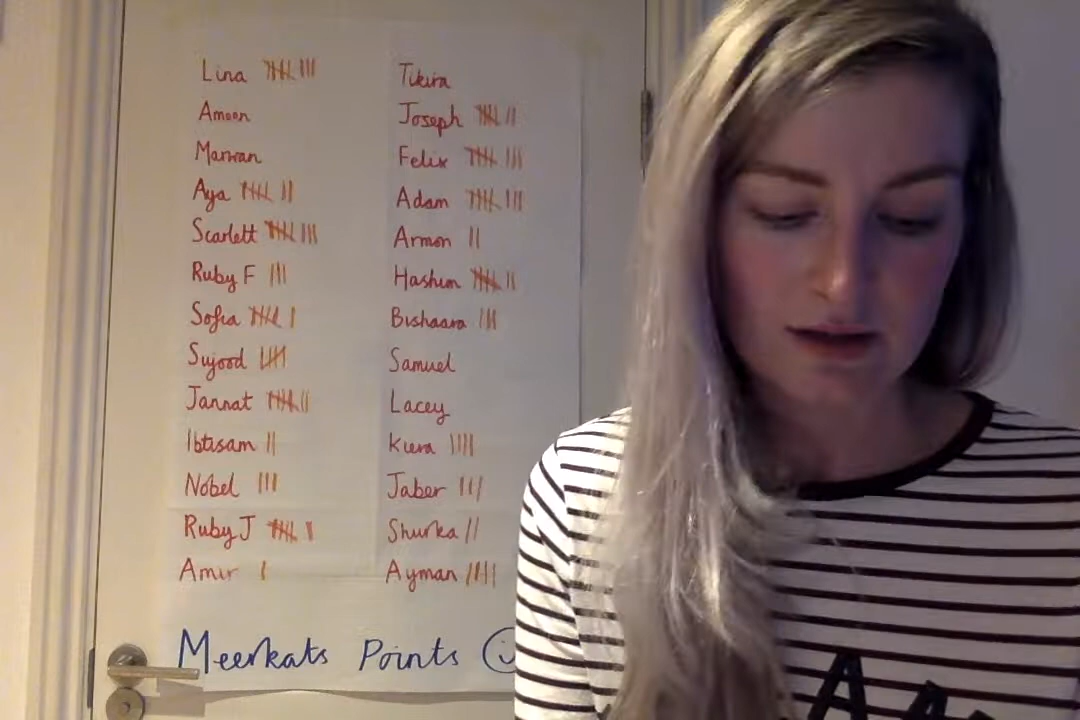 Lina
Ameen
Marwan
Aya
Scarlett
Ruby F
Sofia
Sujood
Jannat
Ibtisam
Nobel
Ruby J
Amir
Tikira
Joseph
Felix
Adam
Armon
Hashim
Bishaara
Samuel
Lacey
Kiera
Jaber
Shurka
Ayman
Meerkats Points